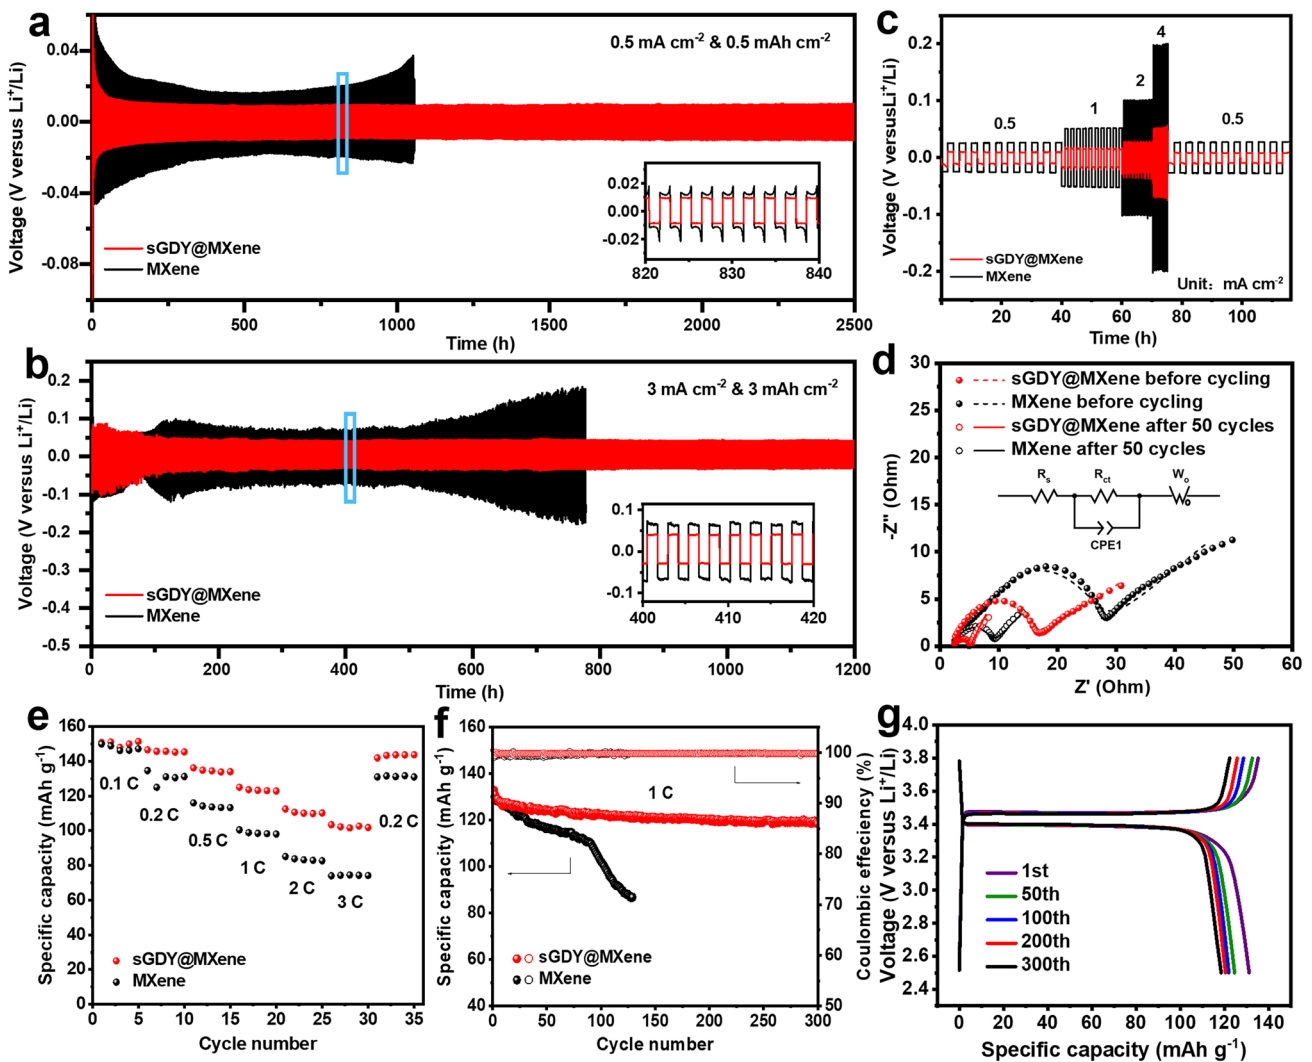 a
0.5 mA cm⁻² & 0.5 mAh cm⁻²
Voltage (V versus Li⁺/Li)
0.04
0.00
-0.04
-0.08
0.02
0.00
-0.02
820 830 840
sGDY@MXene
MXene
0 500 1000 1500 2000 2500
Time (h)
b
3 mA cm⁻² & 3 mAh cm⁻²
Voltage (V versus Li⁺/Li)
0.2
0.1
0.0
-0.1
-0.2
-0.3
-0.4
-0.5
0.1
0.0
-0.1
400 410 420
sGDY@MXene
MXene
0 200 400 600 800 1000 1200
Time (h)
c
Voltage (V versusLi⁺/Li)
0.2
0.1
0.0
-0.1
-0.2
0.5
1
2
4
0.5
sGDY@MXene
MXene
Unit: mA cm⁻²
20 40 60 80 100
Time (h)
d
-Z'' (Ohm)
30
25
20
15
10
5
0
sGDY@MXene before cycling
MXene before cycling
sGDY@MXene after 50 cycles
MXene after 50 cycles
Rs Rct Wo
CPE1
0 10 20 30 40 50 60
Z' (Ohm)
e
Specific capacity (mAh g⁻¹)
160
140
120
100
80
60
40
20
0
0.1 C
0.2 C
0.5 C
1 C
2 C
3 C
0.2 C
sGDY@MXene
MXene
0 5 10 15 20 25 30 35
Cycle number
f
Specific capacity (mAh g⁻¹)
160
140
120
100
80
60
40
1 C
sGDY@MXene
MXene
0 50 100 150 200 250 300
Cycle number
100
90
80
70
60
50
Coulombic effeciency (%)
g
Voltage (V versus Li⁺/Li)
4.0
3.8
3.6
3.4
3.2
3.0
2.8
2.6
2.4
1st
50th
100th
200th
300th
0 20 40 60 80 100 120 140
Specific capacity (mAh g⁻¹)